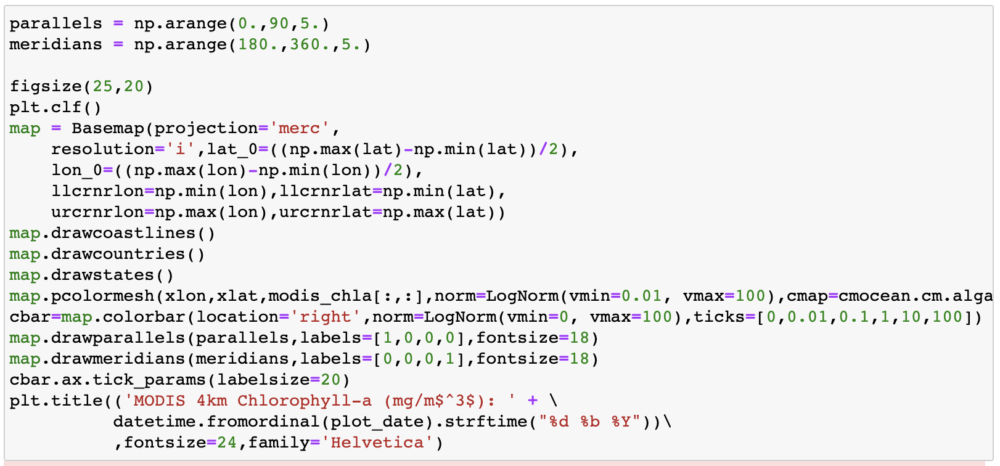 parallels = np.arange(0.,90,5.)
meridians = np.arange(180.,360.,5.)

figsize(25,20)
plt.clf()
map = Basemap(projection='merc',
    resolution='i',lat_0=((np.max(lat)-np.min(lat))/2),
    lon_0=((np.max(lon)-np.min(lon))/2),
    llcrnrlon=np.min(lon),llcrnrlat=np.min(lat),
    urcrnrlon=np.max(lon),urcrnrlat=np.max(lat))
map.drawcoastlines()
map.drawcountries()
map.drawstates()
map.pcolormesh(xlon,xlat,modis_chla[:,:],norm=LogNorm(vmin=0.01, vmax=100),cmap=cmocean.cm.alga
cbar=map.colorbar(location='right',norm=LogNorm(vmin=0, vmax=100),ticks=[0,0.01,0.1,1,10,100])
map.drawparallels(parallels,labels=[1,0,0,0],fontsize=18)
map.drawmeridians(meridians,labels=[0,0,0,1],fontsize=18)
cbar.ax.tick_params(labelsize=20)
plt.title(('MODIS 4km Chlorophyll-a (mg/m$^3$): ' + \
          datetime.fromordinal(plot_date).strftime("%d %b %Y"))\
          ,fontsize=24,family='Helvetica')